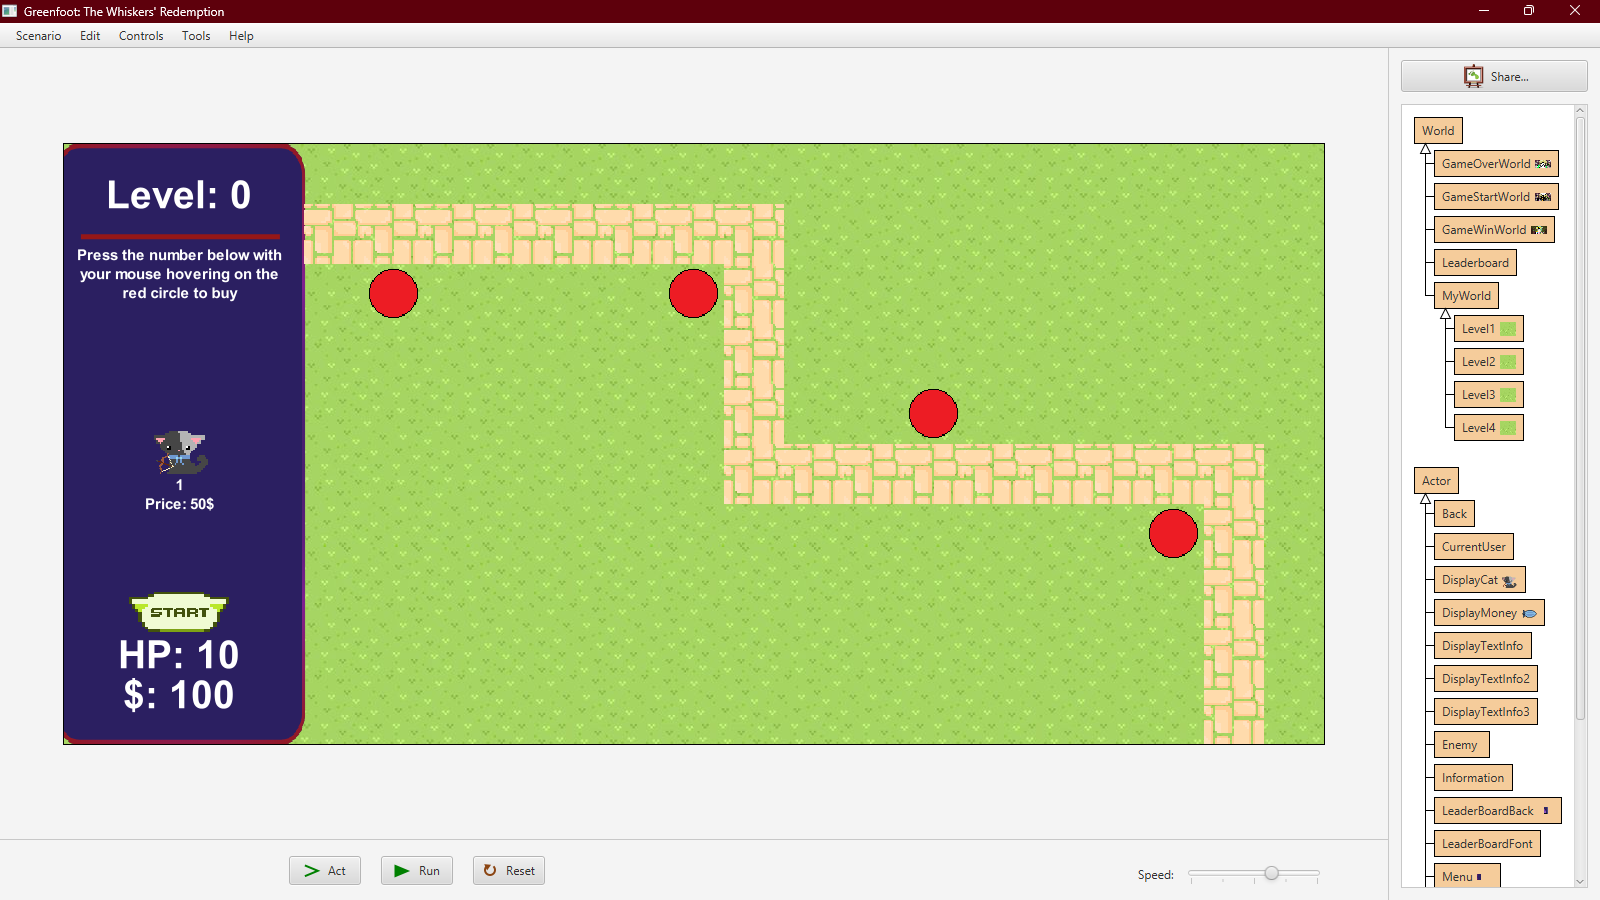 Greenfoot: The Whiskers' Redemption
Scenario Edit Controls Tools Help
Share...
Level: 0
Press the number below with
your mouse hovering on the
red circle to buy
1
Price: 50$
START
HP: 10
$: 100
World
GameOverWorld
GameStartWorld
GameWinWorld
Leaderboard
MyWorld
Level1
Level2
Level3
Level4
Actor
Back
CurrentUser
DisplayCat
DisplayMoney
DisplayTextInfo
DisplayTextInfo2
DisplayTextInfo3
Enemy
Information
LeaderBoardBack
LeaderBoardFont
Menu
Act Run Reset Speed: